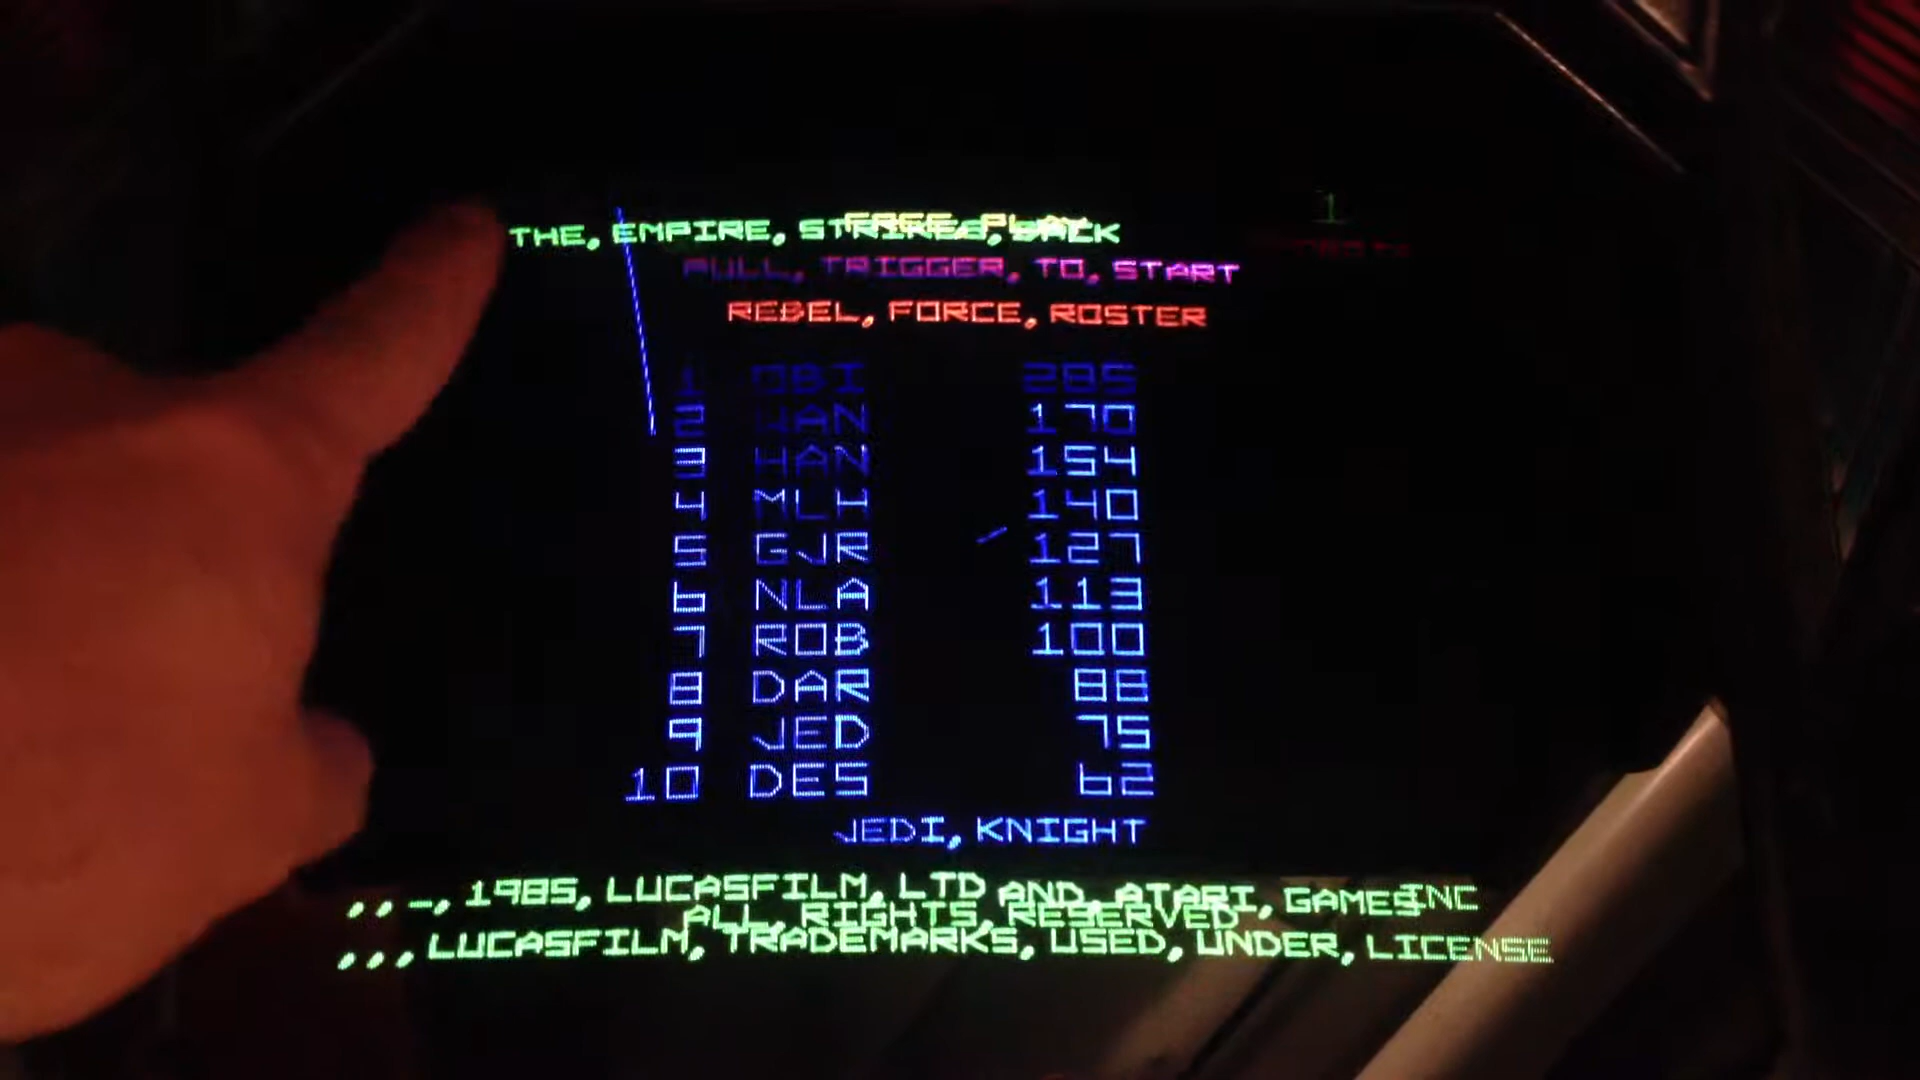 1
FREE, PLAY
THE, EMPIRE, STRIKES, BACK
PULL, TRIGGER, TO, START
REBEL, FORCE, ROSTER
1 OBI 285
2 WAN 170
3 HAN 154
4 MLH 140
5 GJR 127
6 NLA 113
7 ROB 100
8 DAR 88
9 JED 75
10 DES 62
JEDI, KNIGHT
, , -, 1985, LUCASFILM, LTD AND, ATARI, GAMES INC
ALL, RIGHTS, RESERVED
, , , LUCASFILM, TRADEMARKS, USED, UNDER, LICENSE